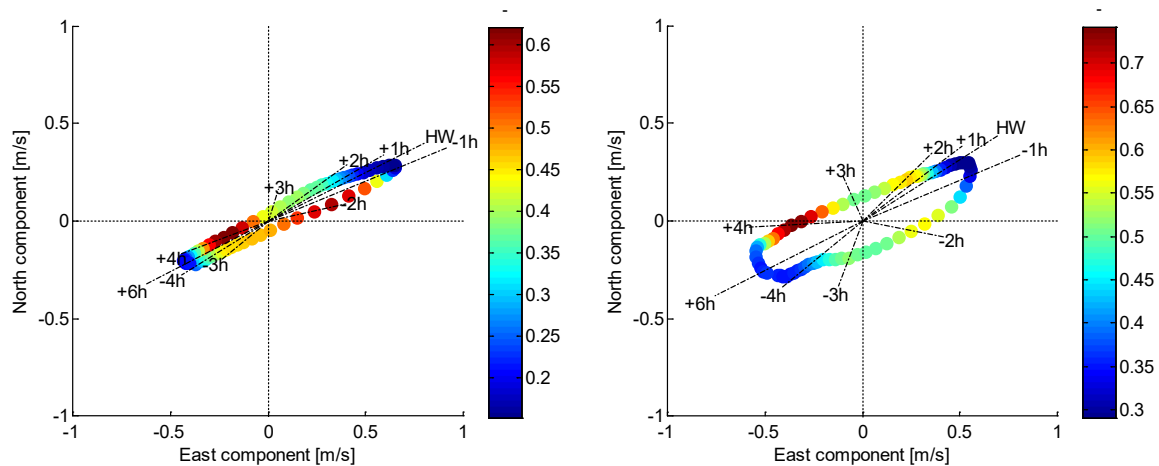 -
1
0.5
0
-0.5
-1
North component [m/s]
-1
-0.5
0
0.5
1
East component [m/s]
HW
-1h
+1h
+2h
+3h
-2h
+4h
-3h
-4h
+6h
0.6
0.55
0.5
0.45
0.4
0.35
0.3
0.25
0.2
-
1
0.5
0
-0.5
-1
North component [m/s]
-1
-0.5
0
0.5
1
East component [m/s]
HW
+1h
+2h
-1h
+3h
+4h
-2h
-3h
-4h
+6h
0.7
0.65
0.6
0.55
0.5
0.45
0.4
0.35
0.3